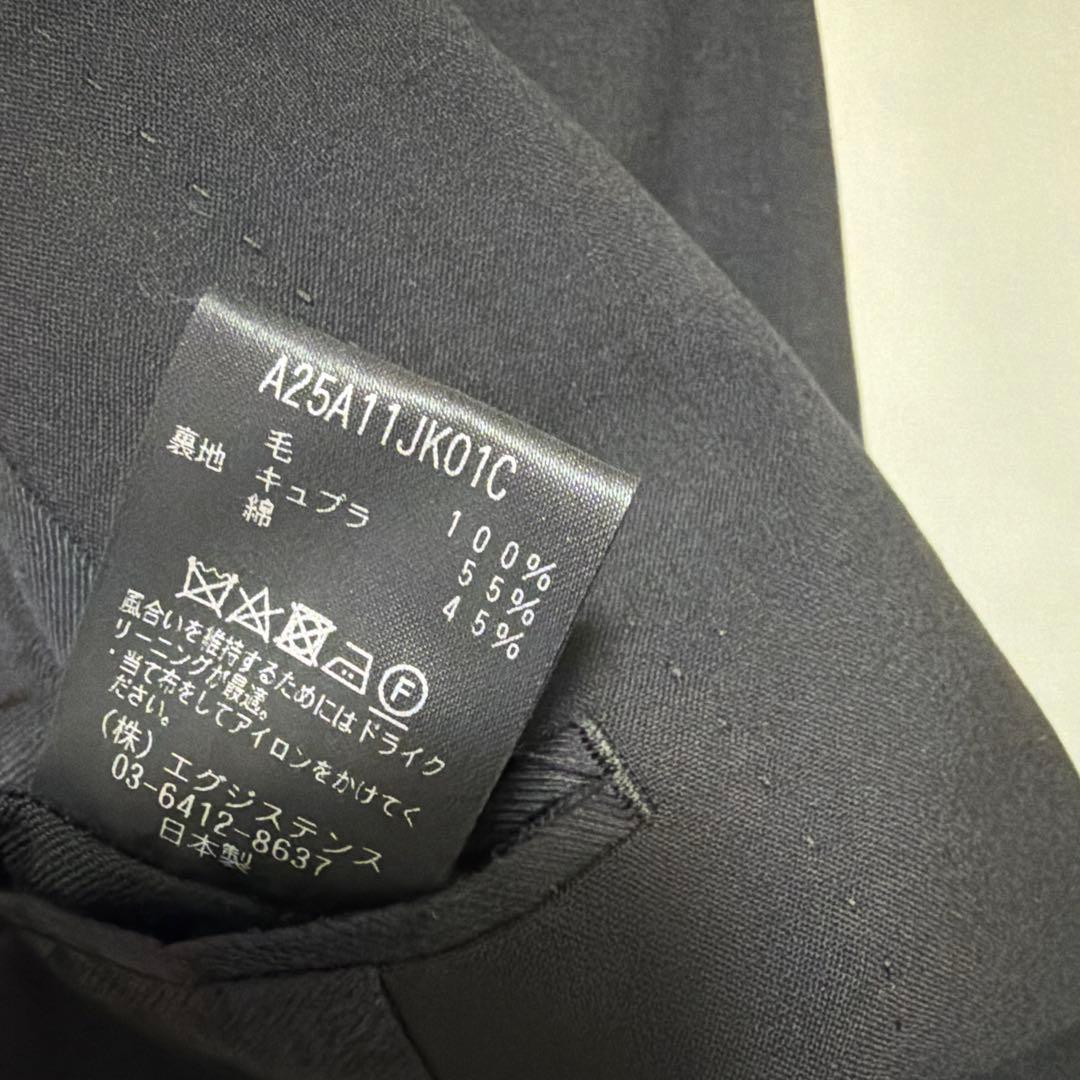 A25A11JK01C
毛 100%
裏地 キュプラ 55%
綿 45%
F
風合いを維持するためにはドライク
リーニングが最適。
・当て布をしてアイロンをかけてく
ださい。
(株)エグジステンス
03-6412-8637
日本製